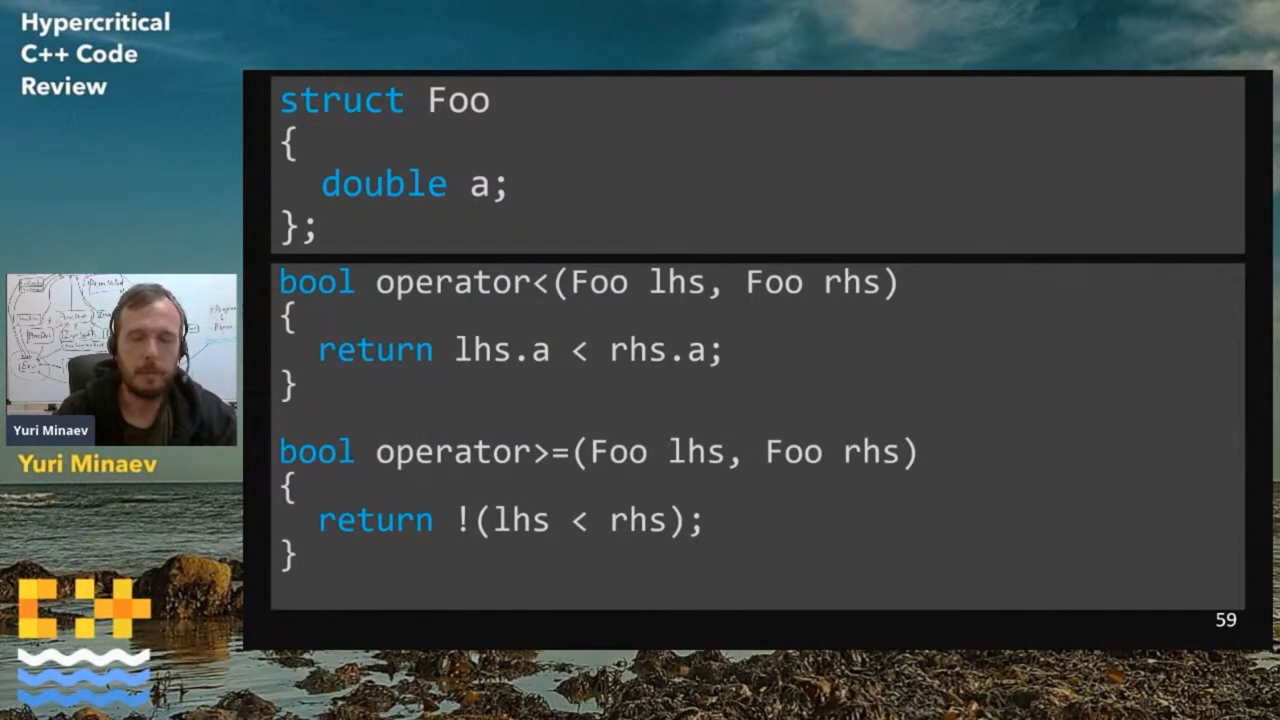 Hypercritical
C++ Code
Review
struct Foo
{
  double a;
};
bool operator<(Foo lhs, Foo rhs)
{
  return lhs.a < rhs.a;
}
bool operator>=(Foo lhs, Foo rhs)
{
  return !(lhs < rhs);
}
59
Yuri Minaev
Yuri Minaev
C++